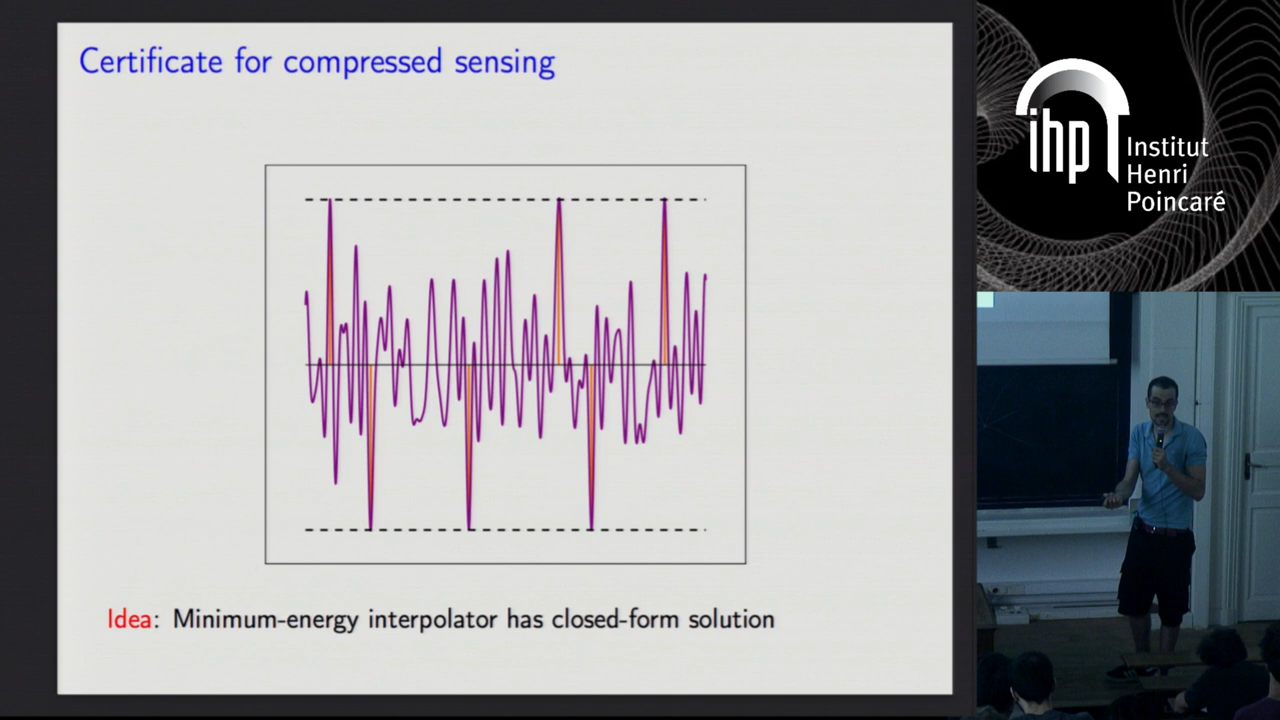 Certificate for compressed sensing
Idea: Minimum-energy interpolator has closed-form solution
ihp Institut
Henri
Poincaré